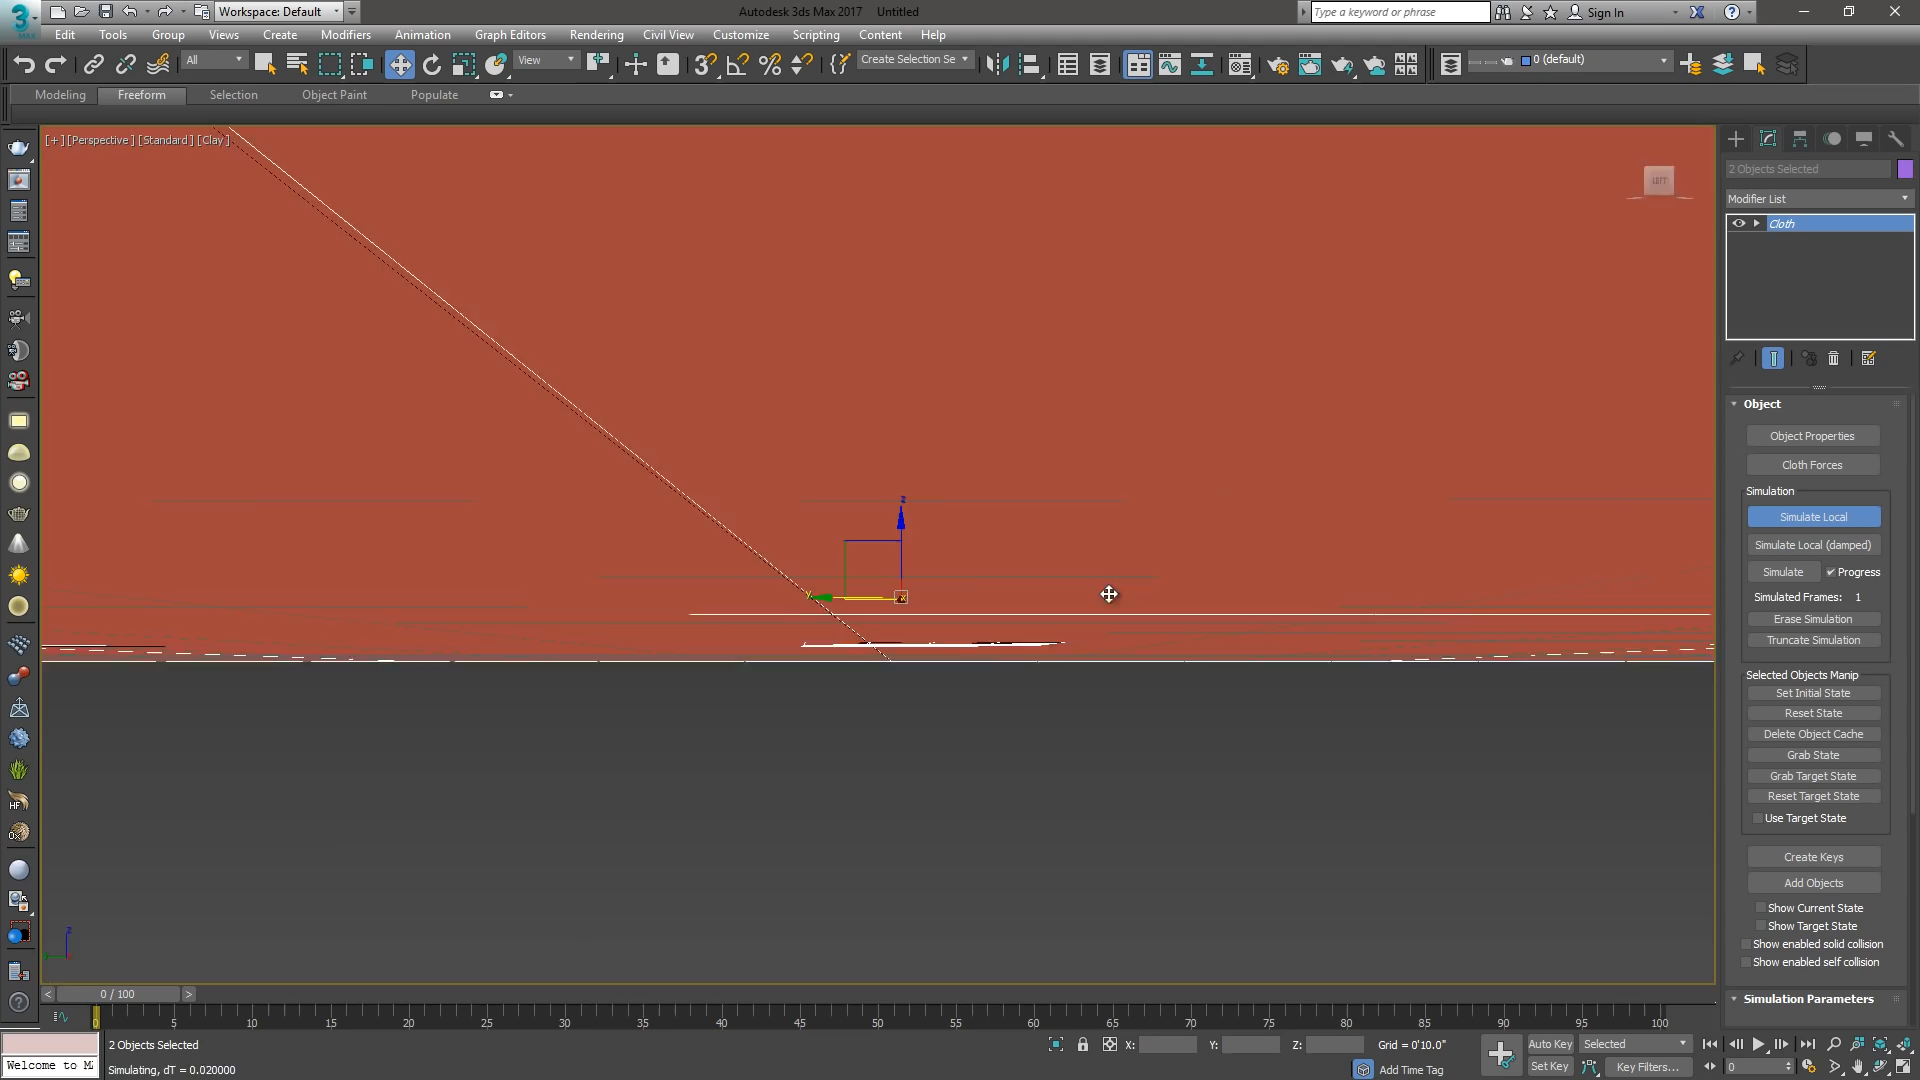 3
MAX
Workspace: Default
Autodesk 3ds Max 2017 Untitled
Type a keyword or phrase
Sign In
Edit Tools Group Views Create Modifiers Animation Graph Editors Rendering Civil View Customize Scripting Content Help
All
View
3
Create Selection Se
0 (default)
Modeling Freeform Selection Object Paint Populate
[+] [Perspective] [Standard] [Clay]
LEFT
2 Objects Selected
Modifier List
Cloth
Object
Object Properties
Cloth Forces
Simulation
Simulate Local
Simulate Local (damped)
Simulate Progress
Simulated Frames: 1
Erase Simulation
Truncate Simulation
Selected Objects Manip
Set Initial State
Reset State
Delete Object Cache
Grab State
Grab Target State
Reset Target State
Use Target State
Create Keys
Add Objects
Show Current State
Show Target State
Show enabled solid collision
Show enabled self collision
Simulation Parameters
z
y
x
HF
z
< 0 / 100 >
0 5 10 15 20 25 30 35 40 45 50 55 60 65 70 75 80 85 90 95 100
2 Objects Selected
X: Y: Z: Grid = 0'10.0"
Auto Key Selected
Welcome to M
Simulating, dT = 0.020000
Add Time Tag
Set Key Key Filters...
0